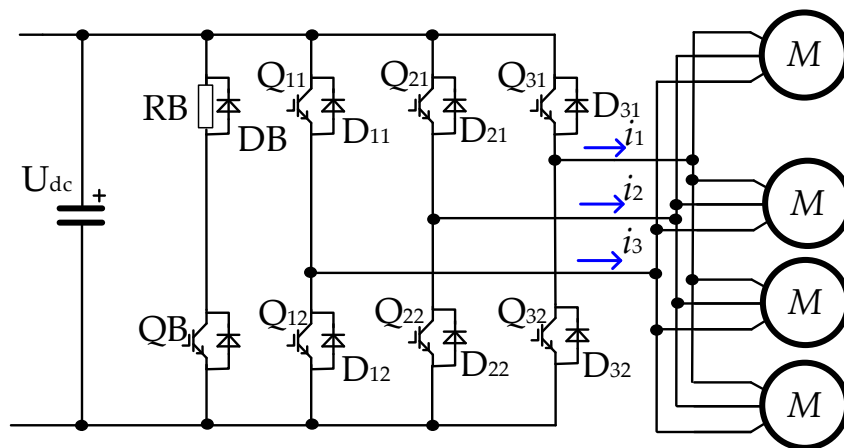 M
Q11
Q21
Q31
RB
DB
D11
D21
D31
i1
Udc
+
i2
M
i3
M
QB
Q12
Q22
Q32
D12
D22
D32
M